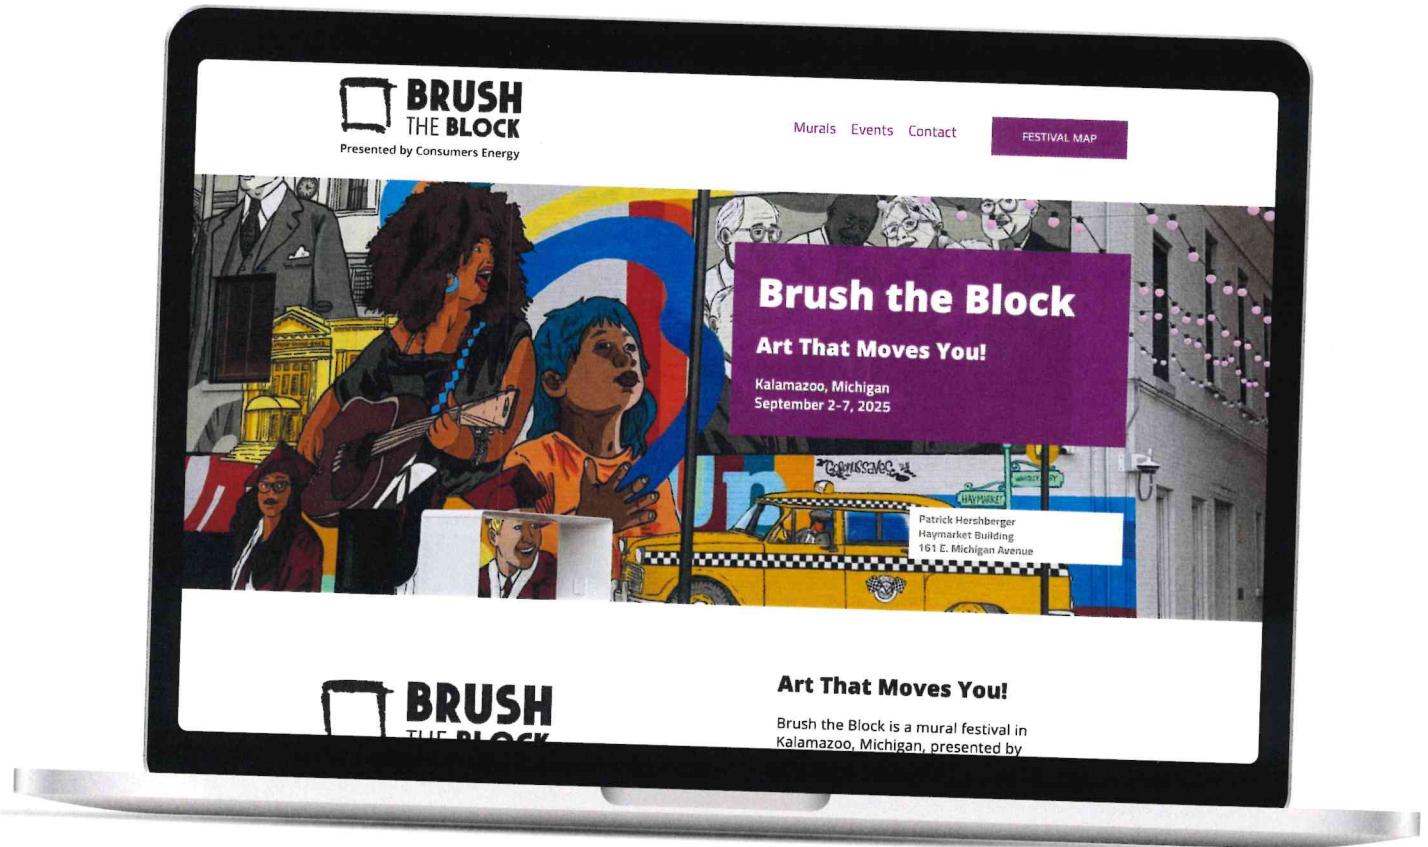 BRUSH
THE BLOCK
Presented by Consumers Energy
Murals Events Contact
FESTIVAL MAP
Brush the Block
Art That Moves You!
Kalamazoo, Michigan
September 2-7, 2025
HAYMARKET
Patrick Hershberger
Haymarket Building
161 E. Michigan Avenue
BRUSH
THE BLOCK
Art That Moves You!
Brush the Block is a mural festival in
Kalamazoo, Michigan, presented by